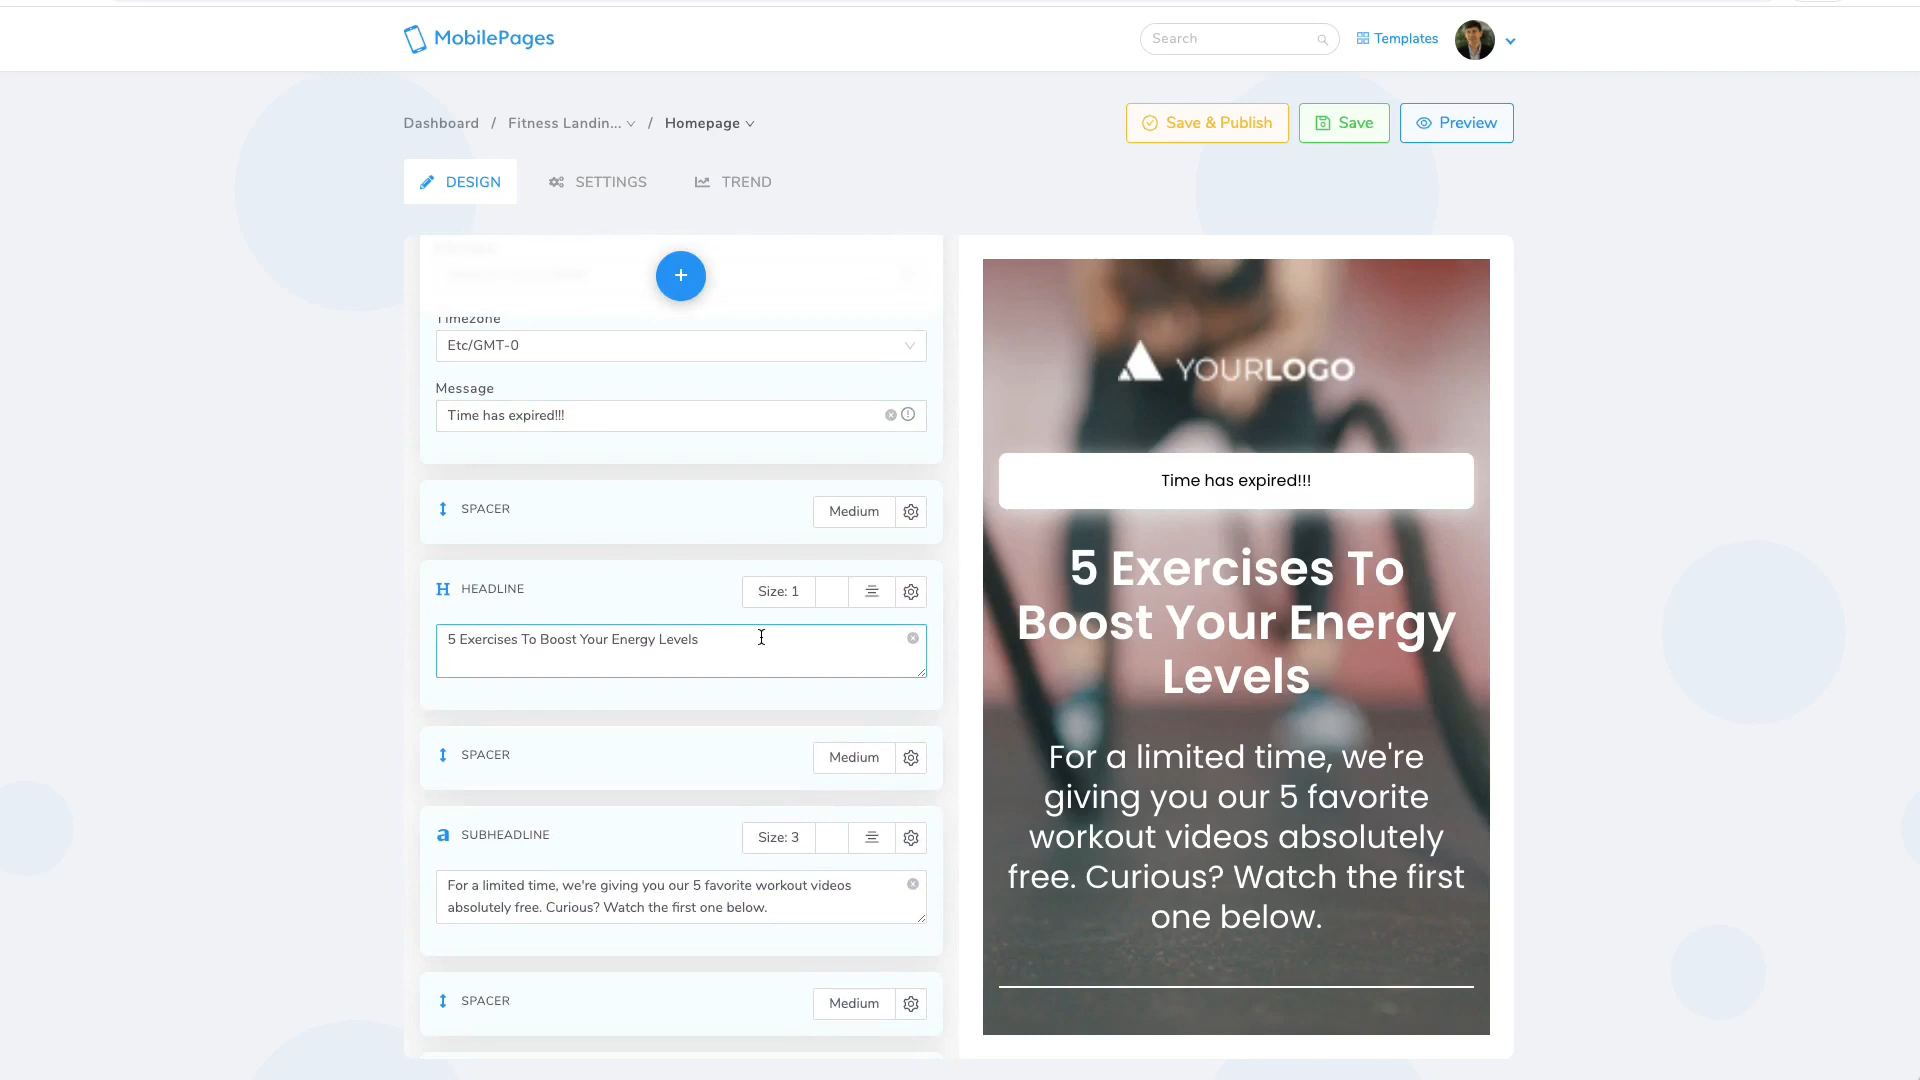 MobilePages
Search
Templates
Dashboard / Fitness Landin... / Homepage
Save & Publish
Save
Preview
DESIGN
SETTINGS
TREND
+
Timezone
Etc/GMT-0
Message
Time has expired!!!
SPACER
Medium
HEADLINE
Size: 1
5 Exercises To Boost Your Energy Levels
SPACER
Medium
SUBHEADLINE
Size: 3
For a limited time, we're giving you our 5 favorite workout videos
absolutely free. Curious? Watch the first one below.
SPACER
Medium
YOURLOGO
Time has expired!!!
5 Exercises To
Boost Your Energy
Levels
For a limited time, we're
giving you our 5 favorite
workout videos absolutely
free. Curious? Watch the first
one below.